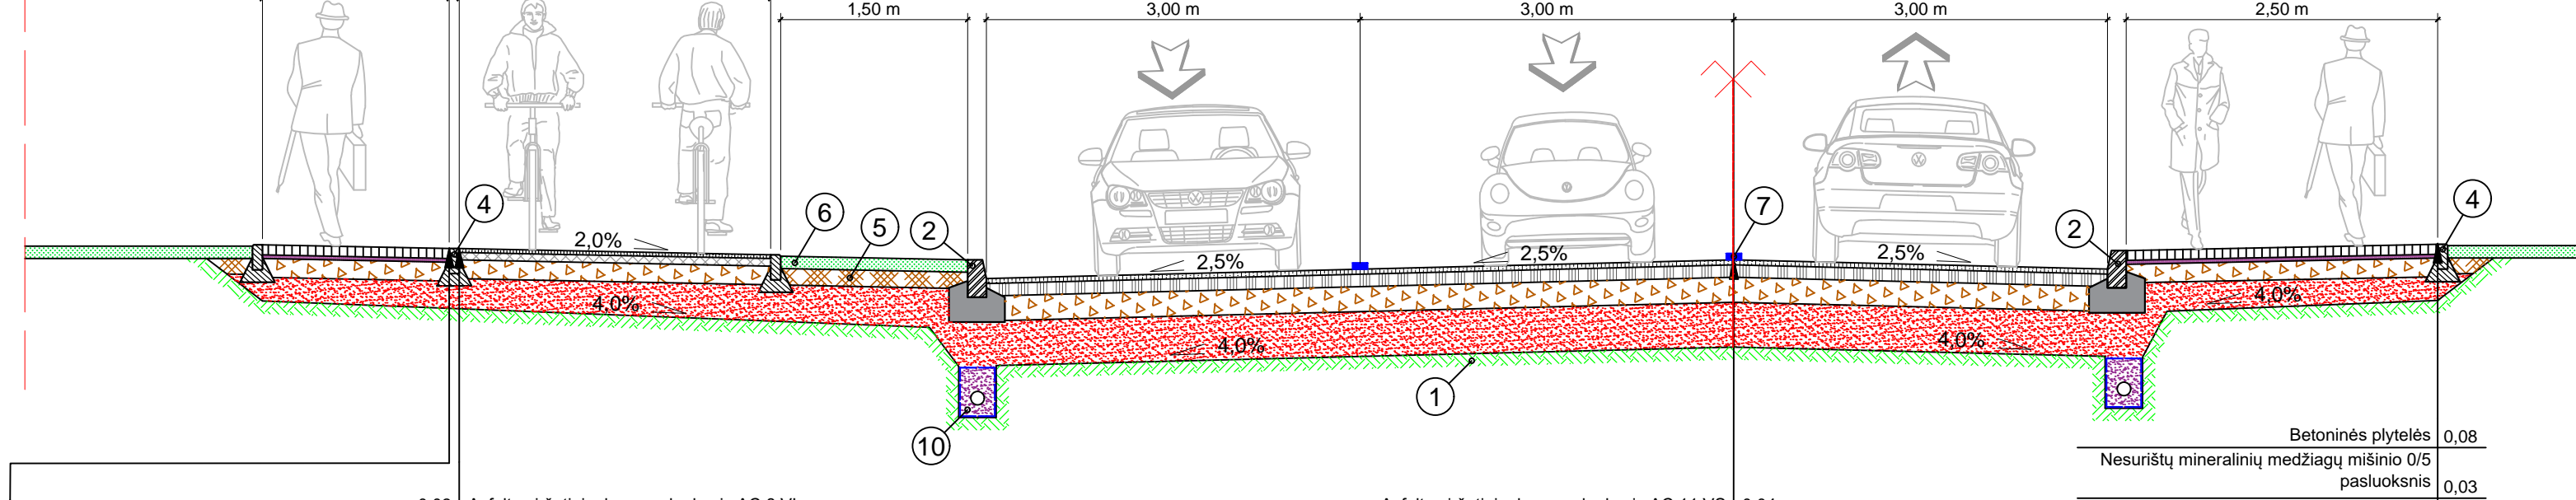 1,50 m
3,00 m
3,00 m
3,00 m
2,50 m
4
6
5
2
7
2
4
2,0%
2,5%
2,5%
2,5%
4,0%
4,0%
4,0%
4,0%
1
10
Betoninės plytelės 0,08
Nesurištų mineralinių medžiagų mišinio 0/5
pasluoksnis 0,03